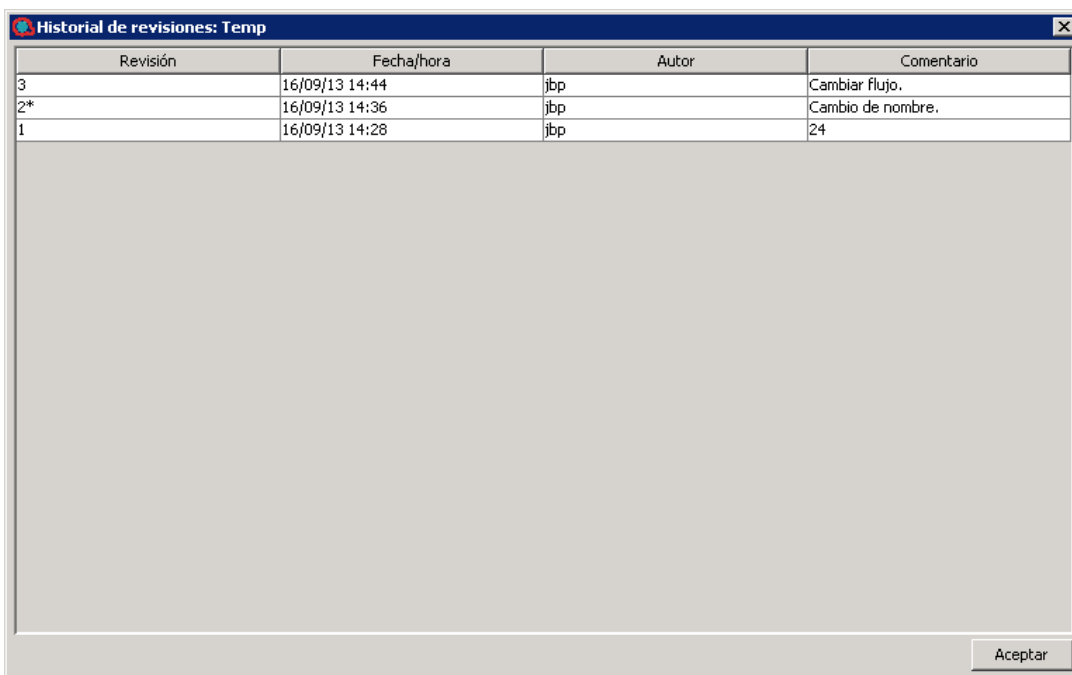 Historial de revisiones: Temp
Revisión Fecha/hora Autor Comentario
3 16/09/13 14:44 jbp Cambiar flujo.
2* 16/09/13 14:36 jbp Cambio de nombre.
1 16/09/13 14:28 jbp 24
Aceptar